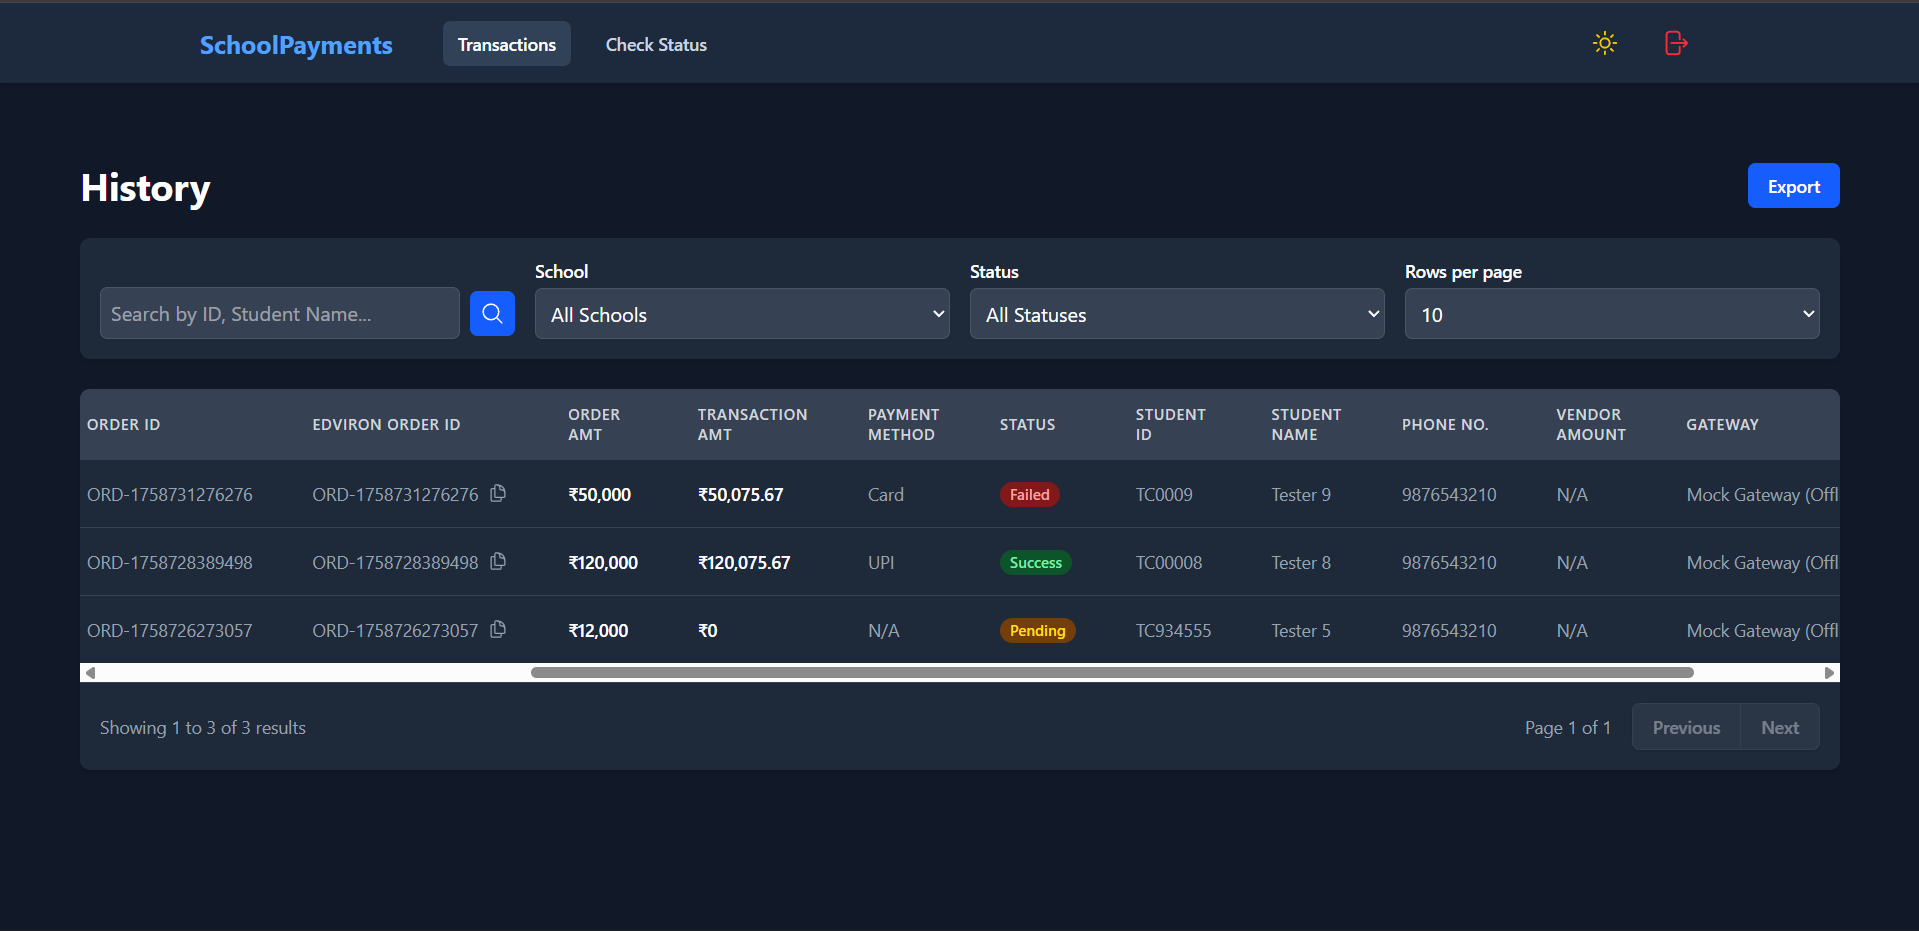 SchoolPayments Transactions Check Status
History
Export
School Status Rows per page
Search by ID, Student Name... All Schools All Statuses 10
ORDER ID EDVIRON ORDER ID ORDER AMT TRANSACTION AMT PAYMENT METHOD STATUS STUDENT ID STUDENT NAME PHONE NO. VENDOR AMOUNT GATEWAY
ORD-1758731276276 ORD-1758731276276 ₹50,000 ₹50,075.67 Card Failed TC0009 Tester 9 9876543210 N/A Mock Gateway (Offl
ORD-1758728389498 ORD-1758728389498 ₹120,000 ₹120,075.67 UPI Success TC00008 Tester 8 9876543210 N/A Mock Gateway (Offl
ORD-1758726273057 ORD-1758726273057 ₹12,000 ₹0 N/A Pending TC934555 Tester 5 9876543210 N/A Mock Gateway (Offl
Showing 1 to 3 of 3 results Page 1 of 1 Previous Next